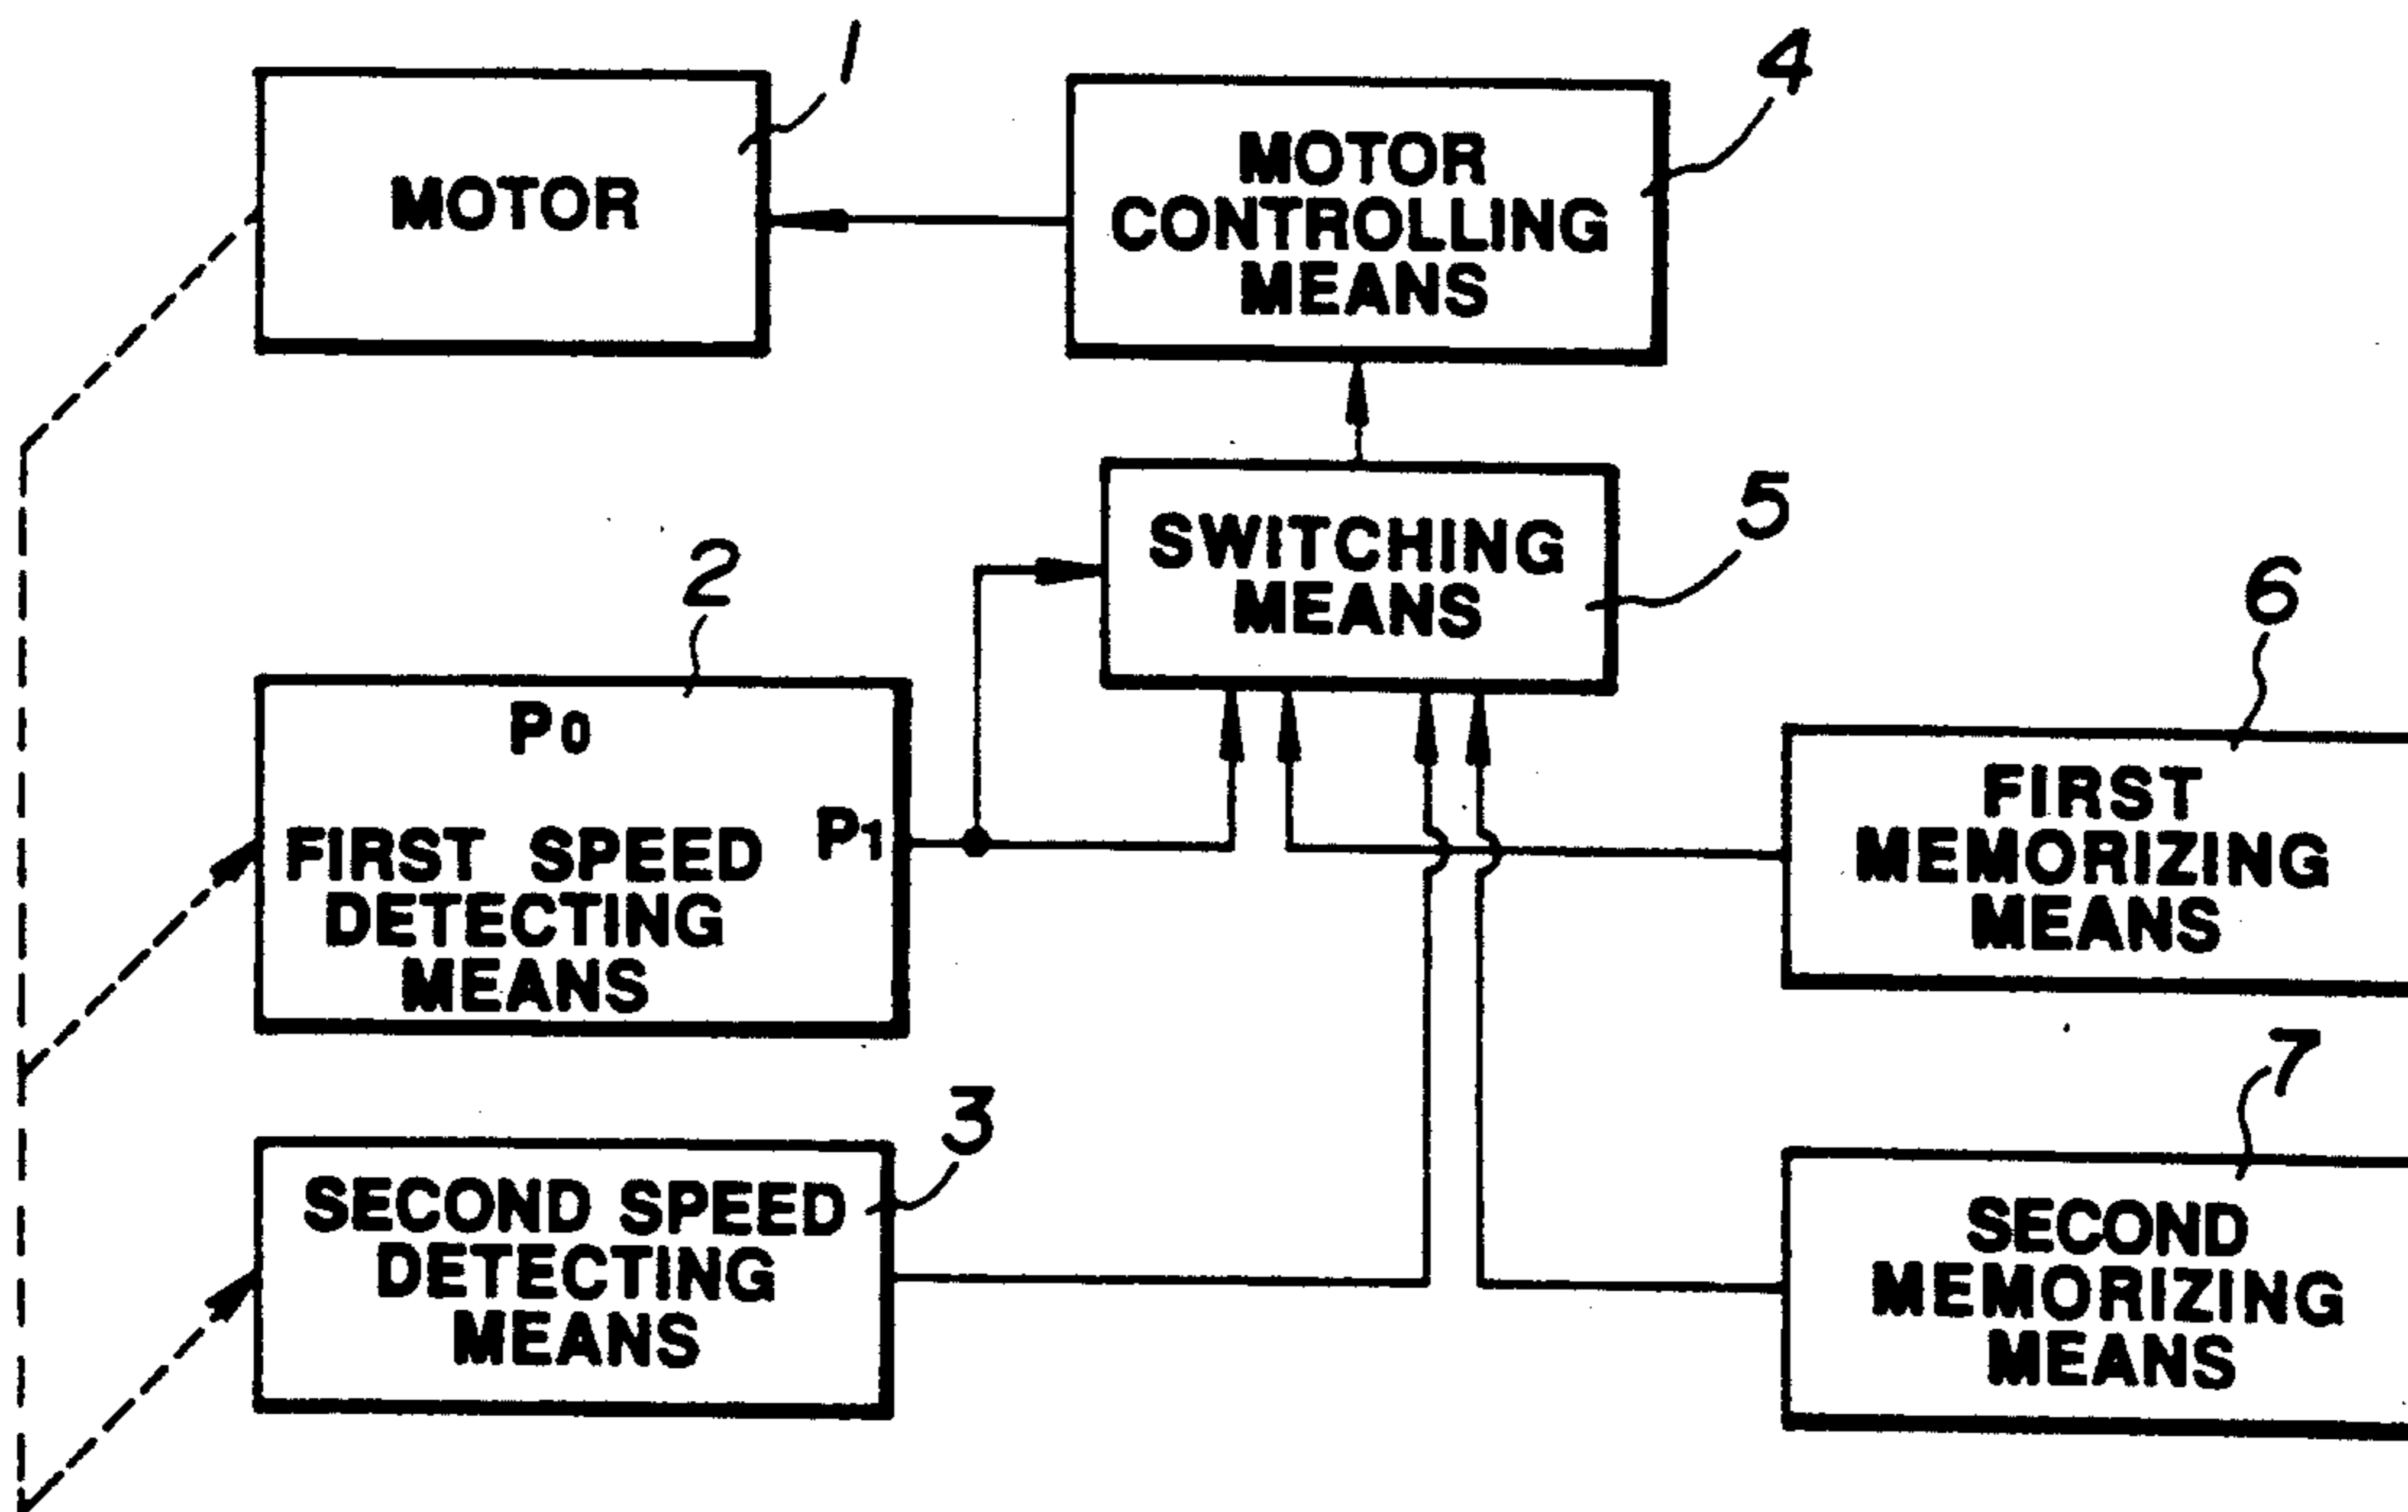 1
MOTOR
4
MOTOR
CONTROLLING
MEANS
5
SWITCHING
MEANS
2
P0
P1
FIRST SPEED
DETECTING
MEANS
6
FIRST
MEMORIZING
MEANS
3
SECOND SPEED
DETECTING
MEANS
7
SECOND
MEMORIZING
MEANS